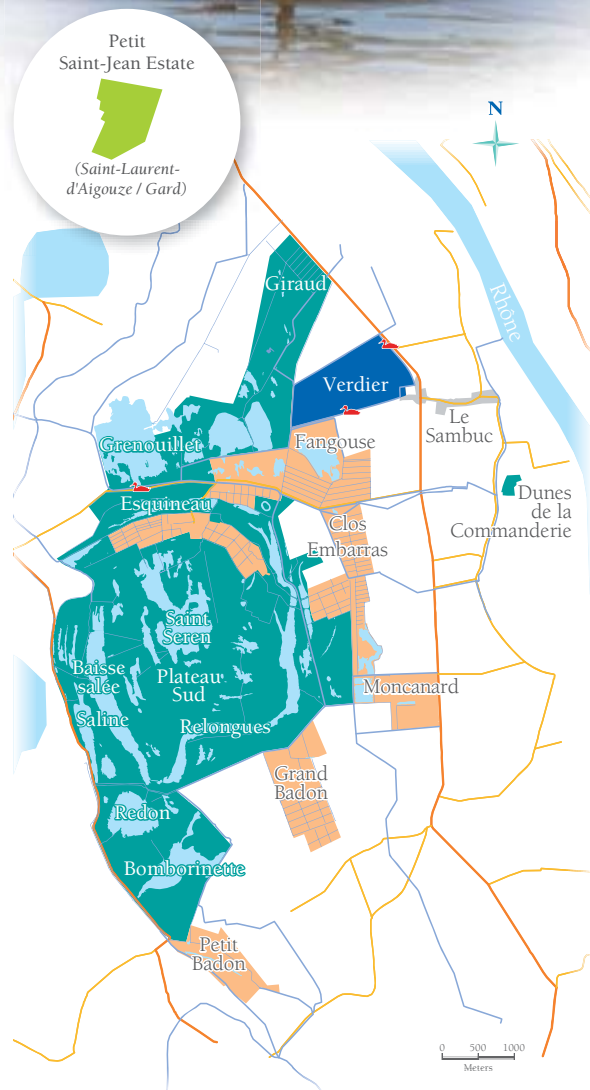 Petit
Saint-Jean Estate
(Saint-Laurent-
d'Aigouze / Gard)
N
Rhône
Giraud
Verdier
Le
Sambuc
Grenouillet
Fangouse
Esquineau
Dunes
de la
Commanderie
Clos
Embarras
Saint
Seren
Baisse
salée
Plateau
Sud
Moncanard
Saline
Relongues
Grand
Badon
Redon
Bomborinette
Petit
Badon
0 500 1000
Meters